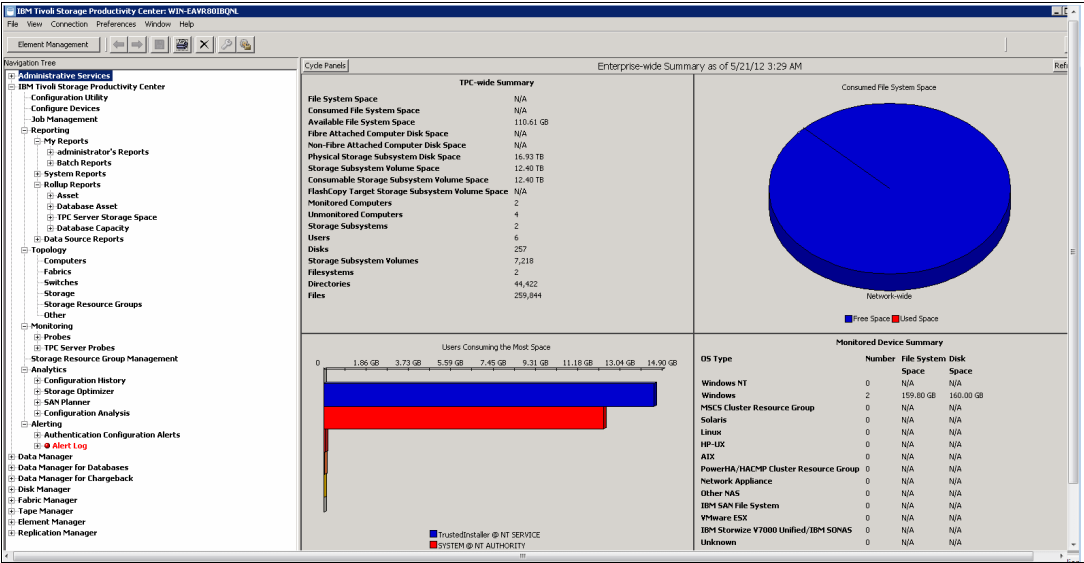 IBM Tivoli Storage Productivity Center: WIN-EAVR80IBQNL
File View Connection Preferences Window Help
Element Management
Navigation Tree
Administrative Services
IBM Tivoli Storage Productivity Center
Configuration Utility
Configure Devices
Job Management
Reporting
My Reports
administrator's Reports
Batch Reports
System Reports
Rollup Reports
Asset
Database Asset
TPC Server Storage Space
Database Capacity
Data Source Reports
Topology
Computers
Fabrics
Switches
Storage
Storage Resource Groups
Other
Monitoring
Probes
TPC Server Probes
Storage Resource Group Management
Analytics
Configuration History
Storage Optimizer
SAN Planner
Configuration Analysis
Alerting
Authentication Configuration Alerts
Alert Log
Data Manager
Data Manager for Databases
Data Manager for Chargeback
Disk Manager
Fabric Manager
Tape Manager
Element Manager
Replication Manager
Cycle Panels
Enterprise-wide Summary as of 5/21/12 3:29 AM
Refr
TPC-wide Summary
File System Space N/A
Consumed File System Space N/A
Available File System Space 110.61 GB
Fibre Attached Computer Disk Space N/A
Non-Fibre Attached Computer Disk Space N/A
Physical Storage Subsystem Disk Space 16.93 TB
Storage Subsystem Volume Space 12.40 TB
Consumable Storage Subsystem Volume Space 12.40 TB
FlashCopy Target Storage Subsystem Volume Space N/A
Monitored Computers 2
Unmonitored Computers 4
Storage Subsystems 2
Users 6
Disks 257
Storage Subsystem Volumes 7,218
Filesystems 2
Directories 44,422
Files 259,844
Consumed File System Space
Network-wide
Free Space Used Space
Users Consuming the Most Space
0 1.86 GB 3.73 GB 5.59 GB 7.45 GB 9.31 GB 11.18 GB 13.04 GB 14.90 GB
TrustedInstaller @ NT SERVICE
SYSTEM @ NT AUTHORITY
Monitored Device Summary
OS Type Number File System Disk
Space Space
Windows NT 0 N/A N/A
Windows 2 159.80 GB 160.00 GB
MSCS Cluster Resource Group 0 N/A N/A
Solaris 0 N/A N/A
Linux 0 N/A N/A
HP-UX 0 N/A N/A
AIX 0 N/A N/A
PowerHA/HACMP Cluster Resource Group 0 N/A N/A
Network Appliance 0 N/A N/A
Other NAS 0 N/A N/A
IBM SAN File System 0 N/A N/A
VMware ESX 0 N/A N/A
IBM Storwize V7000 Unified/IBM SONAS 0 N/A N/A
Unknown 0 N/A N/A